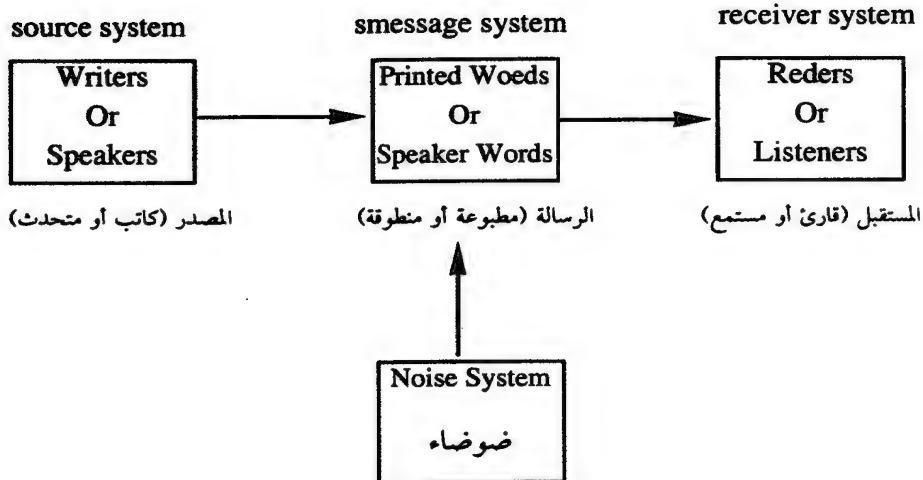 source system
smessage system
receiver system
Writers
Or
Speakers
Printed Woeds
Or
Speaker Words
Reders
Or
Listeners
المصدر (كاتب أو متحدث)
الرسالة (مطبوعة أو منطوقة)
المستقبل (قارئ أو مستمع)
Noise System
ضوضاء